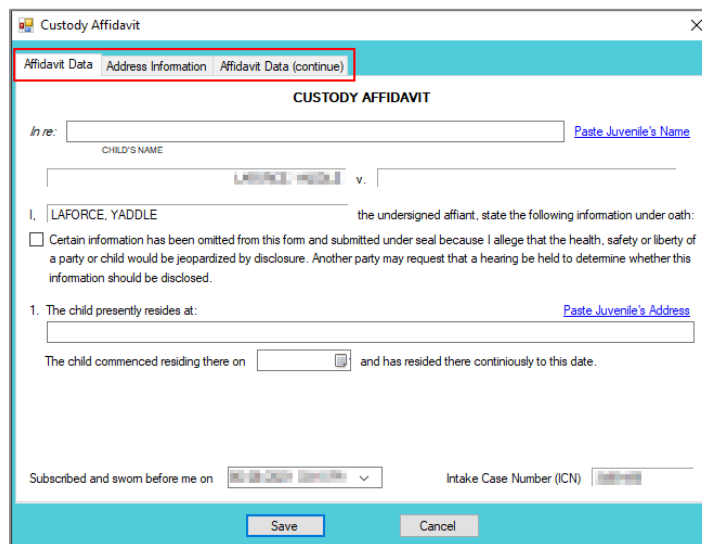 Custody Affidavit
Affidavit Data Address Information Affidavit Data (continue)
CUSTODY AFFIDAVIT
In re: Paste Juvenile's Name
CHILD'S NAME
v.
I, LAFORCE, YADDLE the undersigned affiant, state the following information under oath:
Certain information has been omitted from this form and submitted under seal because I allege that the health, safety or liberty of
a party or child would be jeopardized by disclosure. Another party may request that a hearing be held to determine whether this
information should be disclosed.
1. The child presently resides at: Paste Juvenile's Address
The child commenced residing there on and has resided there continiously to this date.
Subscribed and sworn before me on Intake Case Number (ICN)
Save Cancel